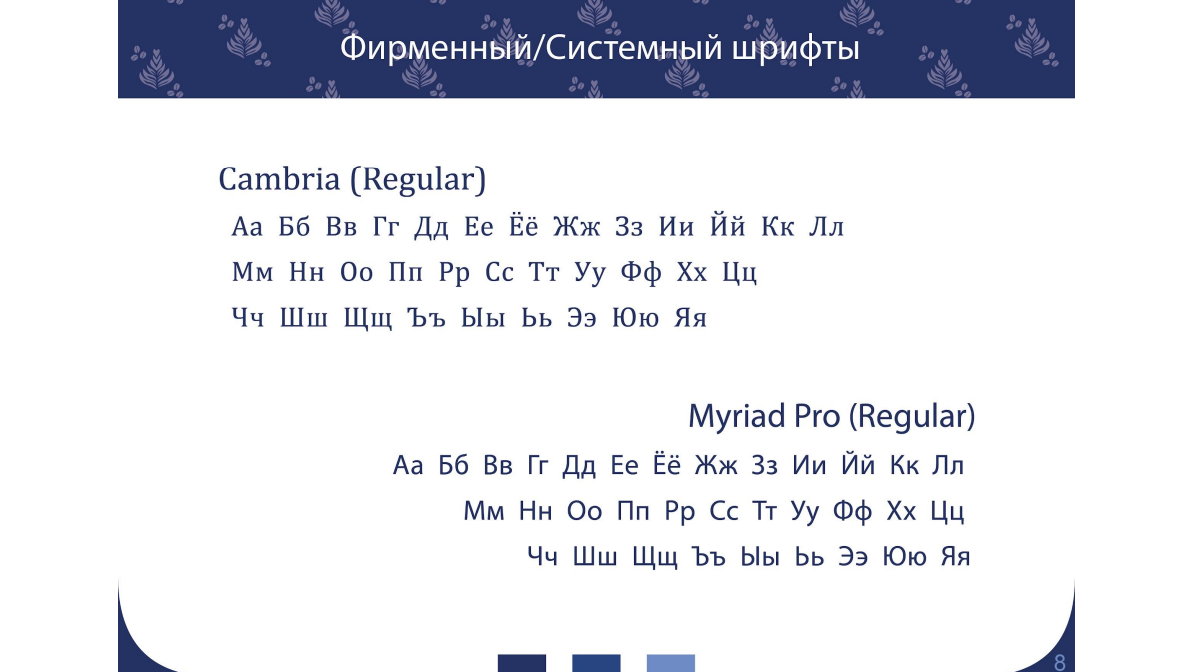 Фирменный/Системный шрифты
Cambria (Regular)
Аа Бб Вв Гг Дд Ее Ёё Жж Зз Ии Йй Кк Лл
Мм Нн Оо Пп Рр Сс Тт Уу Фф Хх Цц
Чч Шш Щщ Ъъ Ыы Ьь Ээ Юю Яя
Myriad Pro (Regular)
Аа Бб Вв Гг Дд Ее Ёё Жж Зз Ии Йй Кк Лл
Мм Нн Оо Пп Рр Сс Тт Уу Фф Хх Цц
Чч Шш Щщ Ъъ Ыы Ьь Ээ Юю Яя
8